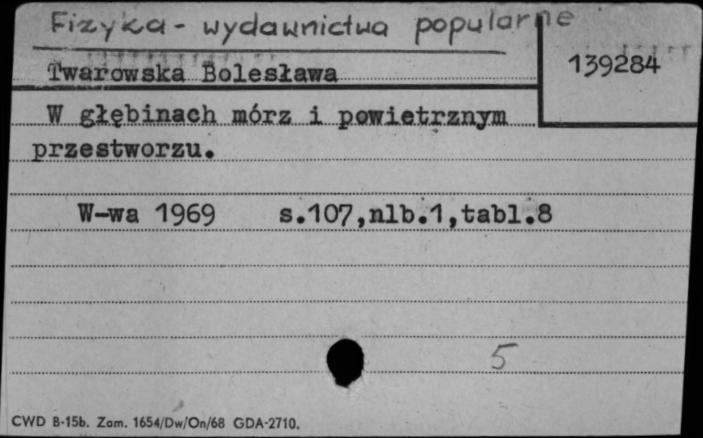 Fizyka - wydawnictwa popularne
Twarowska Bolesława
139284
W głębinach mórz i powietrznym
przestworzu.
W-wa 1969 s.107,nlb.1,tabl.8
5
CWD B-15b. Zam. 1654/Dw/On/68 GDA-2710.